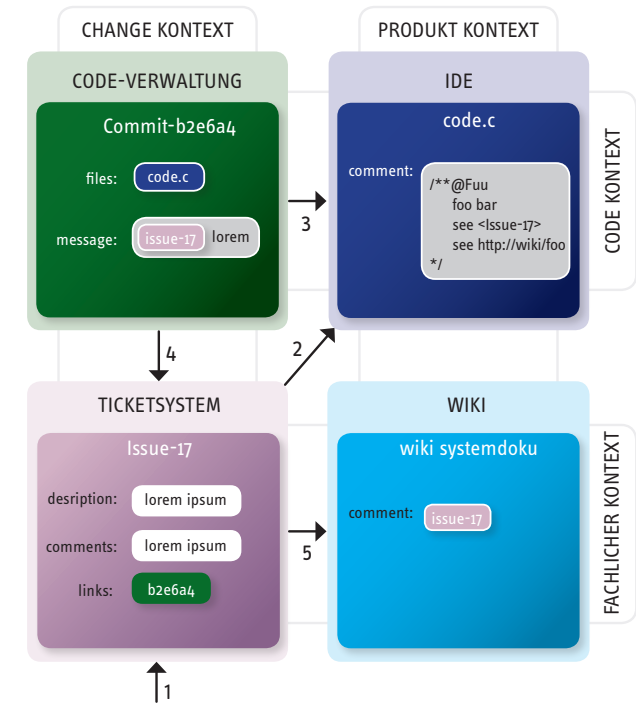 CHANGE KONTEXT
PRODUKT KONTEXT
CODE-VERWALTUNG
Commit-b2e6a4
files:
code.c
message:
issue-17
lorem
3
IDE
code.c
comment:
/**@Fuu
foo bar
see <Issue-17>
see http://wiki/foo
*/
CODE KONTEXT
4
2
TICKETSYSTEM
Issue-17
desription:
lorem ipsum
comments:
lorem ipsum
links:
b2e6a4
5
WIKI
wiki systemdoku
comment:
issue-17
FACHLICHER KONTEXT
1